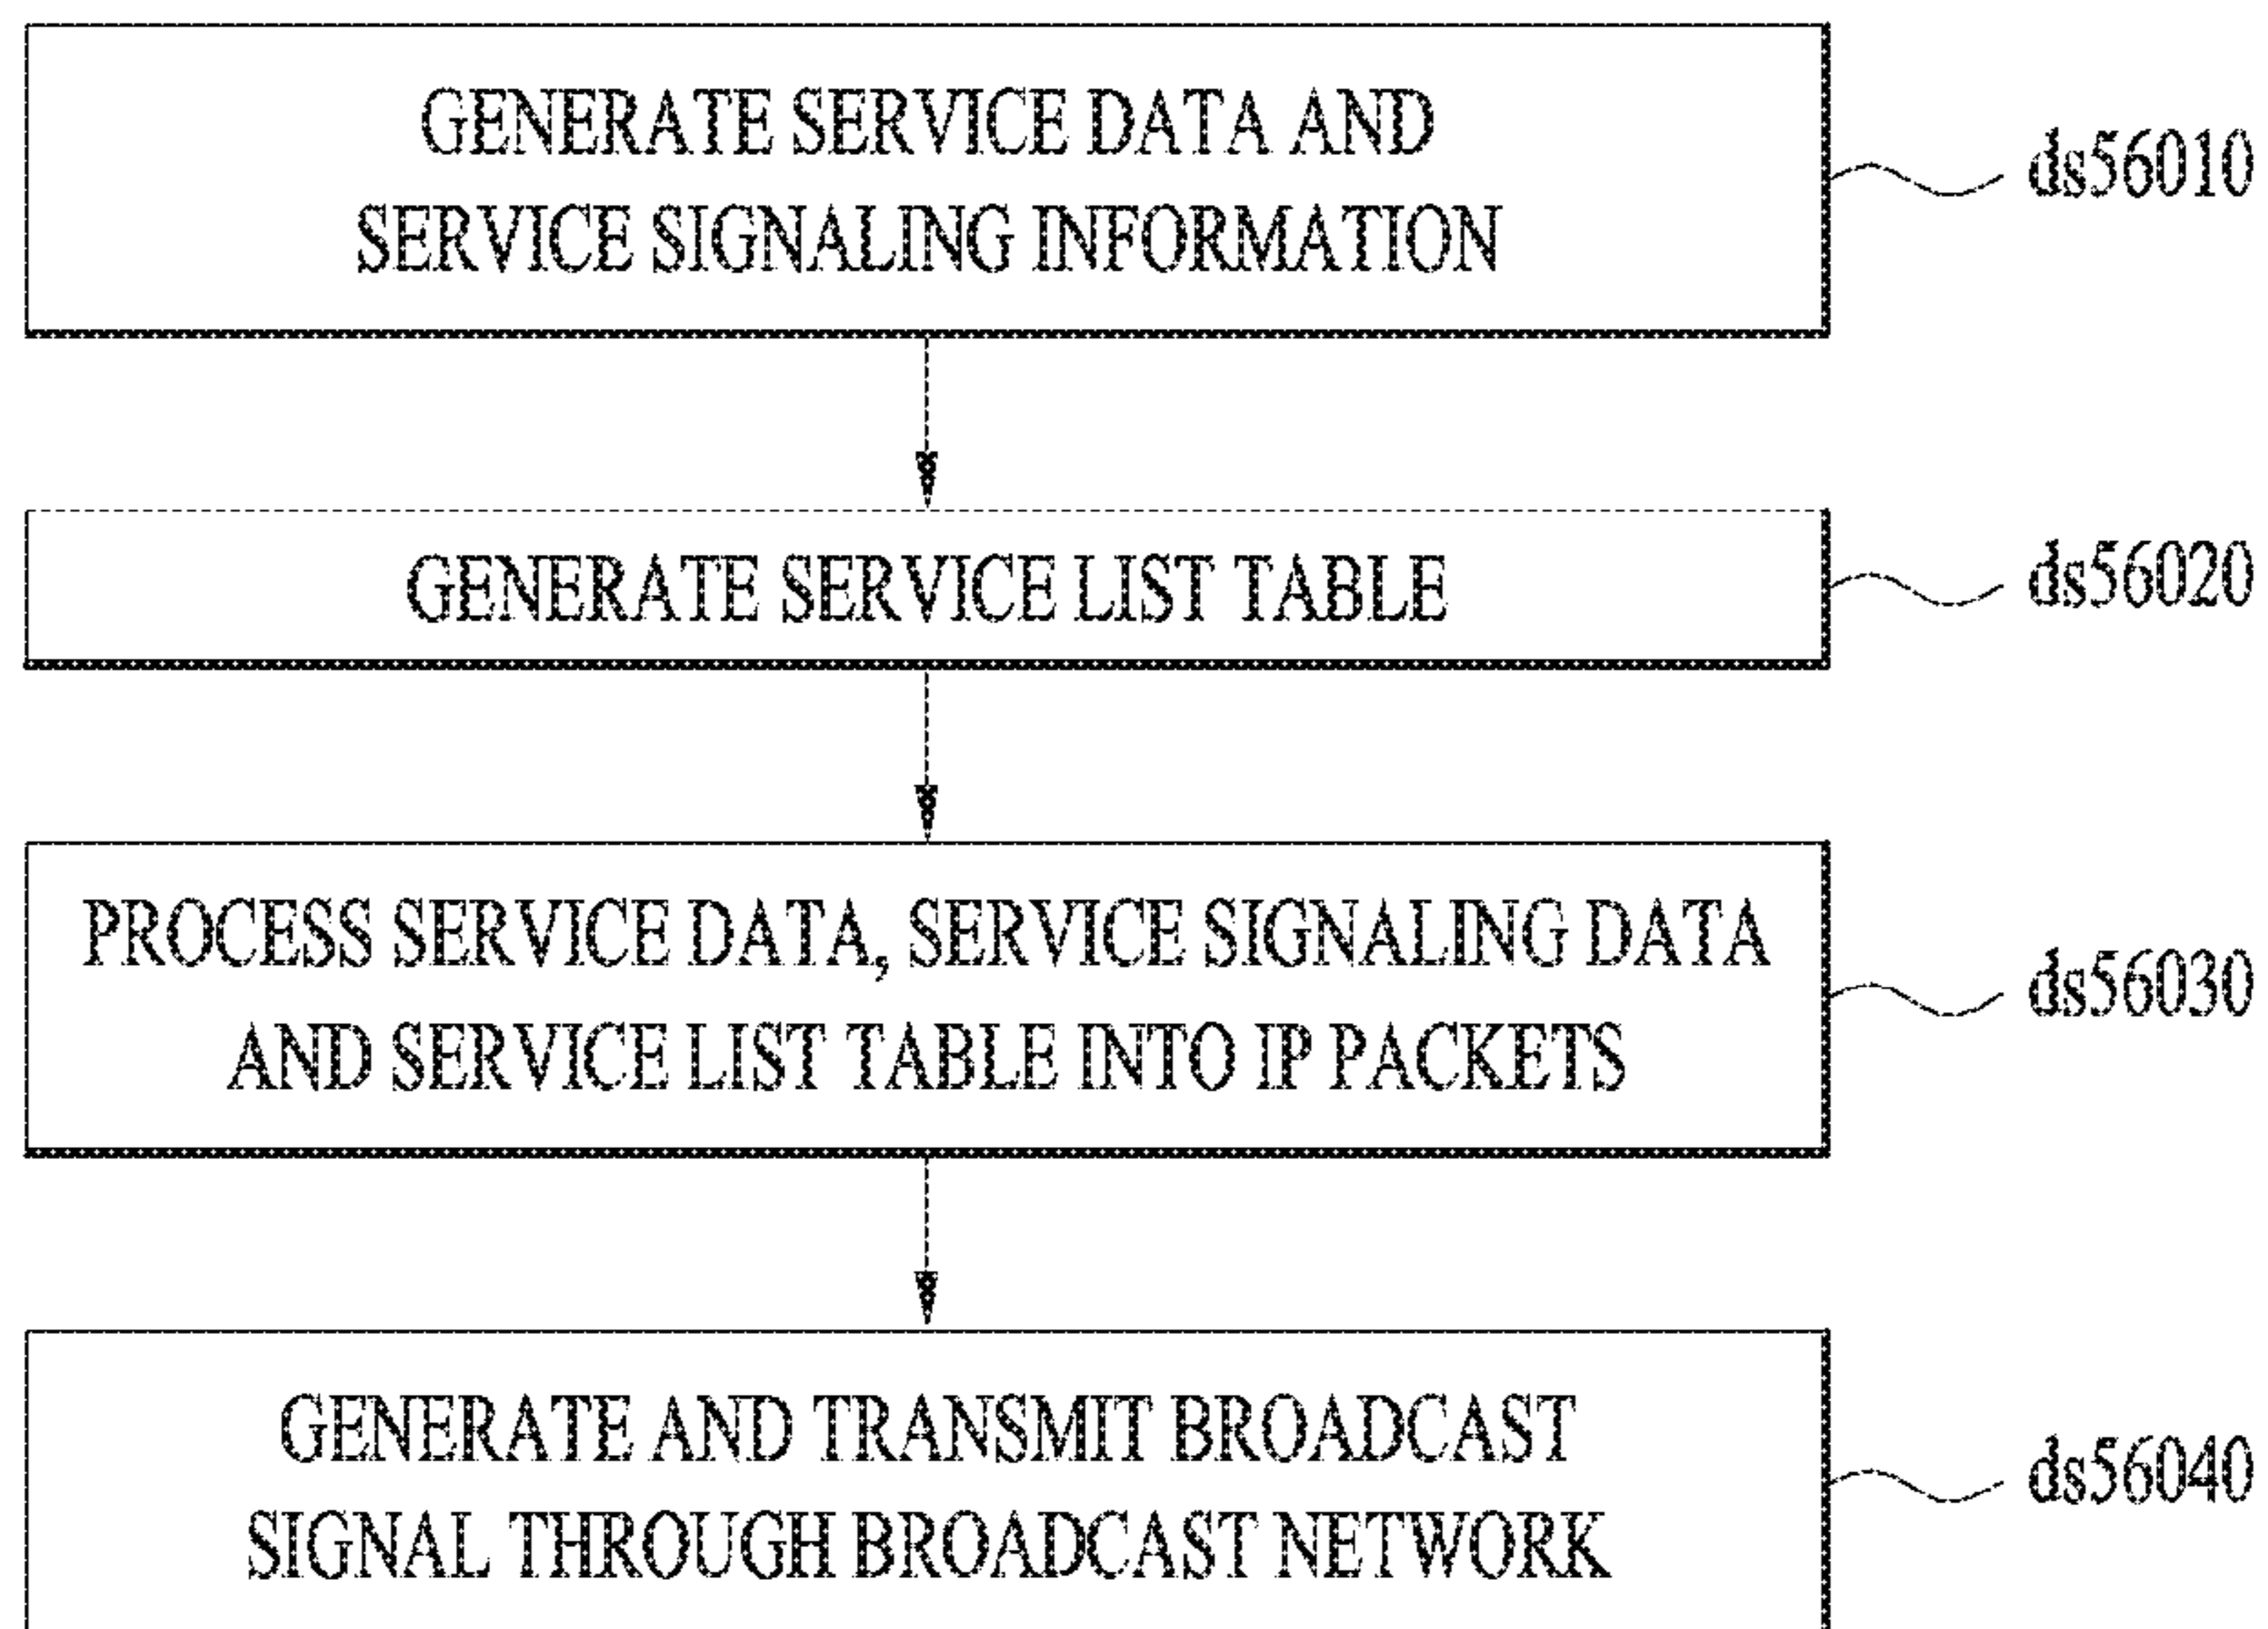 GENERATE SERVICE DATA AND
SERVICE SIGNALING INFORMATION
ds56010
GENERATE SERVICE LIST TABLE
ds56020
PROCESS SERVICE DATA, SERVICE SIGNALING DATA
AND SERVICE LIST TABLE INTO IP PACKETS
ds56030
GENERATE AND TRANSMIT BROADCAST
SIGNAL THROUGH BROADCAST NETWORK
ds56040